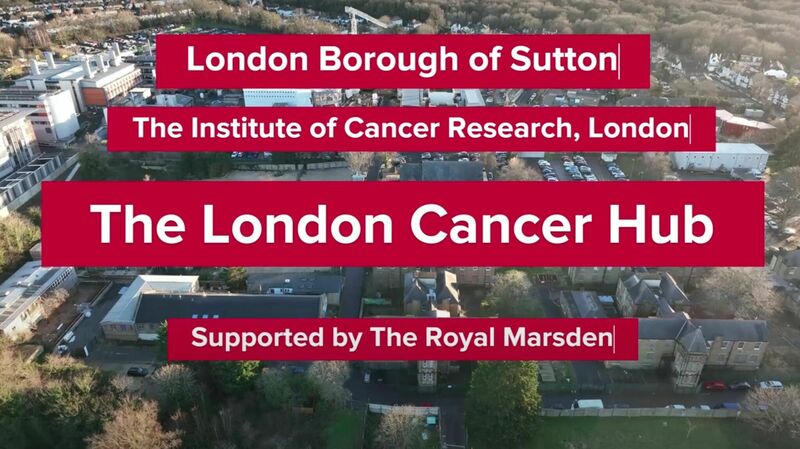 London Borough of Sutton
The Institute of Cancer Research, London
The London Cancer Hub
Supported by The Royal Marsden